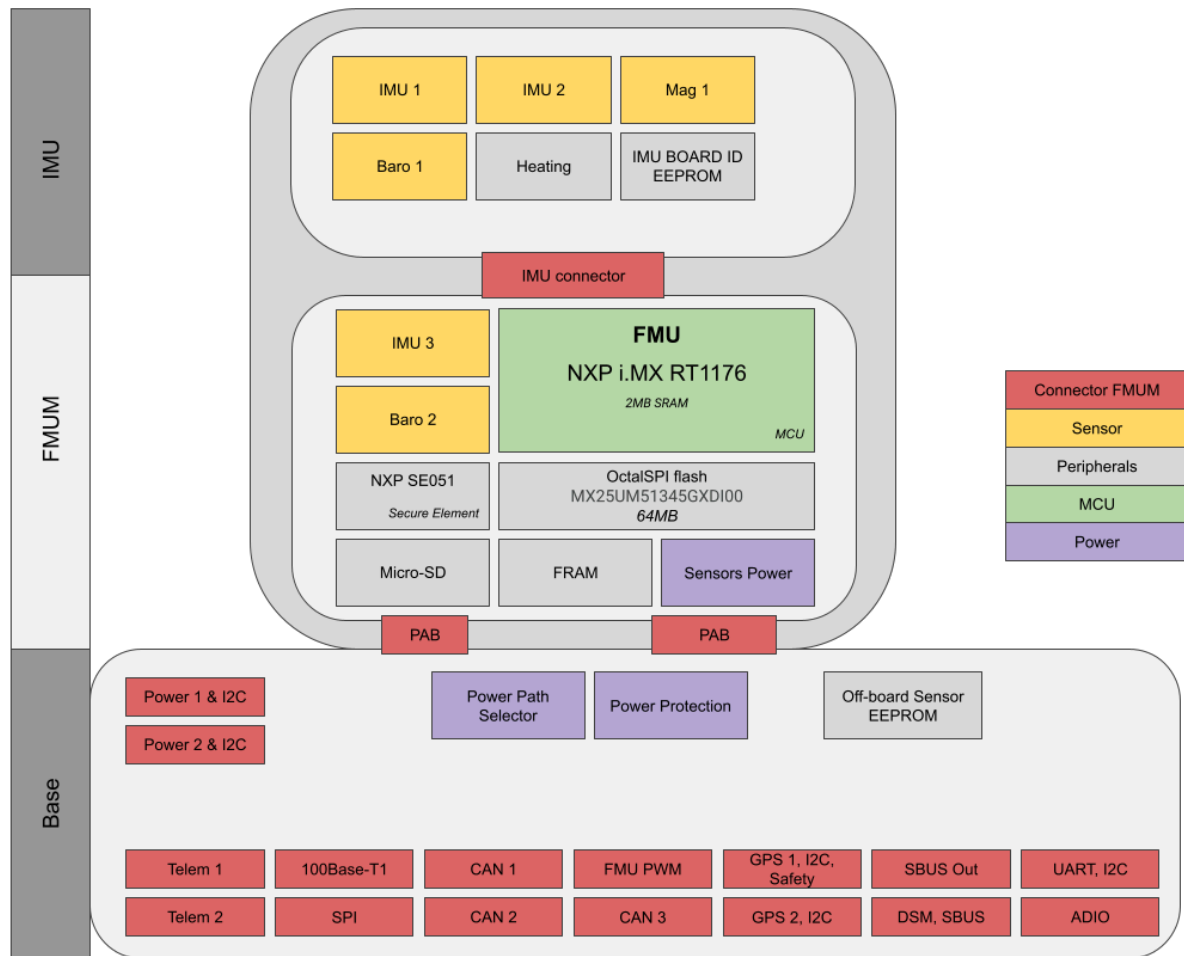 IMU
IMU 1
IMU 2
Mag 1
Baro 1
Heating
IMU BOARD ID
EEPROM
IMU connector
FMUM
IMU 3
FMU
NXP i.MX RT1176
2MB SRAM
MCU
Baro 2
NXP SE051
Secure Element
OctalSPI flash
MX25UM51345GXDI00
64MB
Micro-SD
FRAM
Sensors Power
PAB
PAB
Connector FMUM
Sensor
Peripherals
MCU
Power
Base
Power 1 & I2C
Power 2 & I2C
Power Path
Selector
Power Protection
Off-board Sensor
EEPROM
Telem 1
100Base-T1
CAN 1
FMU PWM
GPS 1, I2C,
Safety
SBUS Out
UART, I2C
Telem 2
SPI
CAN 2
CAN 3
GPS 2, I2C
DSM, SBUS
ADIO